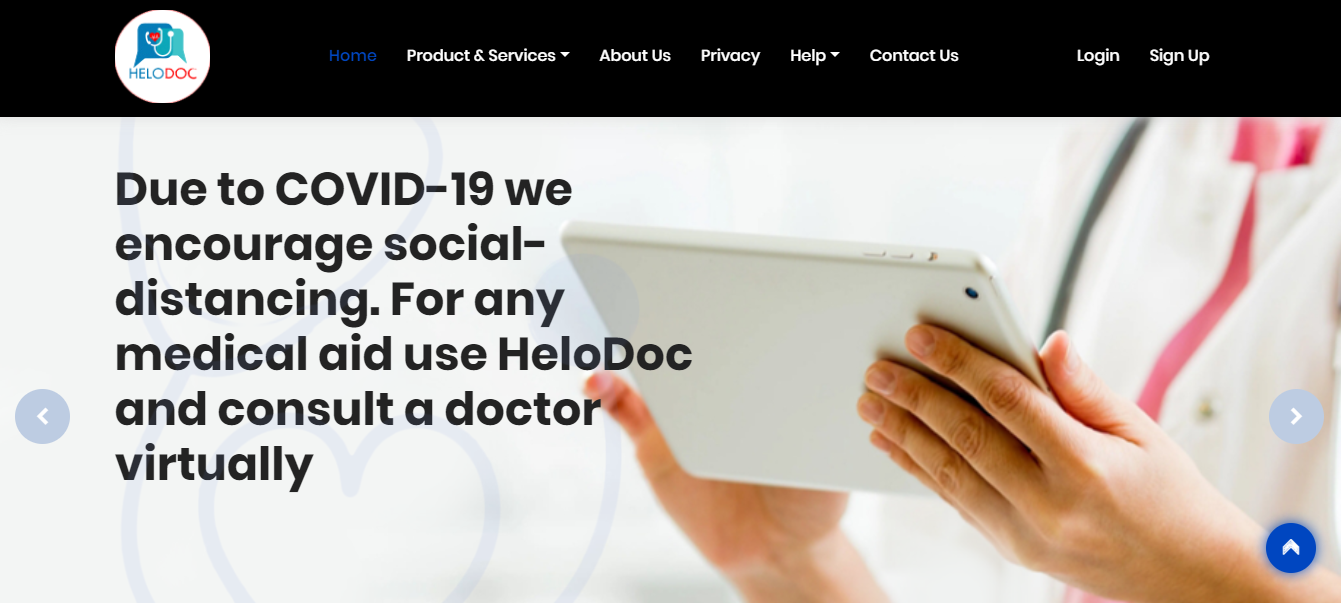 HELODOC
Home Product & Services About Us Privacy Help Contact Us Login Sign Up
Due to COVID-19 we
encourage social-
distancing. For any
medical aid use HeloDoc
and consult a doctor
virtually